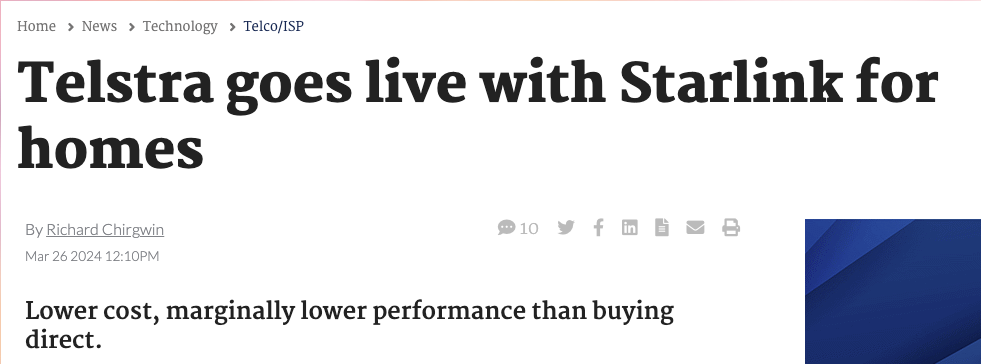 Home > News > Technology > Telco/ISP
Telstra goes live with Starlink for
homes
By Richard Chirgwin
10
Mar 26 2024 12:10PM
Lower cost, marginally lower performance than buying
direct.